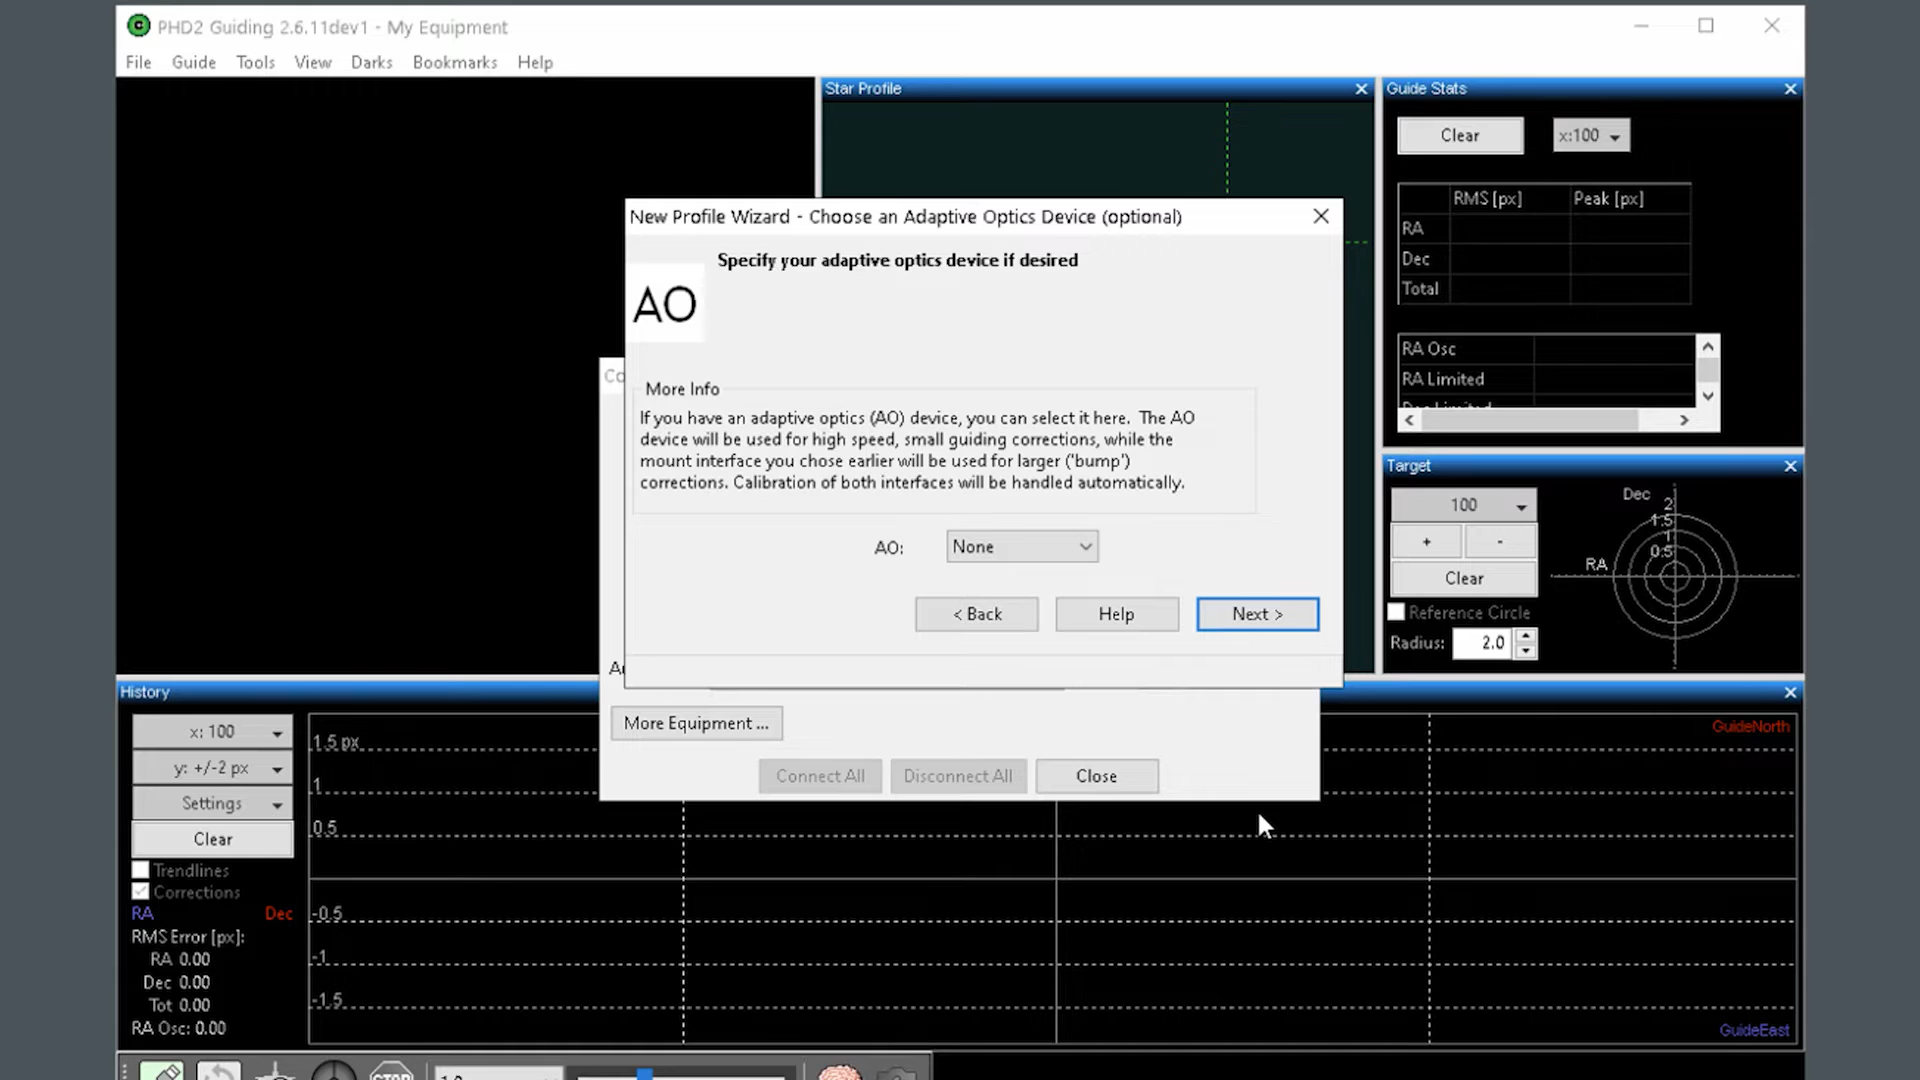 PHD2 Guiding 2.6.11dev1 - My Equipment
File Guide Tools View Darks Bookmarks Help
Star Profile
Guide Stats
Clear x:100
RMS [px] Peak [px]
RA
Dec
Total
RA Osc
RA Limited
Dec Limited
New Profile Wizard - Choose an Adaptive Optics Device (optional)
Specify your adaptive optics device if desired
AO
More Info
If you have an adaptive optics (AO) device, you can select it here. The AO
device will be used for high speed, small guiding corrections, while the
mount interface you chose earlier will be used for larger ('bump')
corrections. Calibration of both interfaces will be handled automatically.
AO: None
< Back Help Next >
Co
Au
More Equipment ...
Connect All Disconnect All Close
Target
100
+ -
Clear
Reference Circle
Radius: 2.0
Dec
2
1.5
1
0.5
RA
History
x: 100
y: +/-2 px
Settings
Clear
Trendlines
Corrections
RA Dec
RMS Error [px]:
RA 0.00
Dec 0.00
Tot 0.00
RA Osc: 0.00
1.5 px
1
0.5
-0.5
-1
-1.5
GuideNorth
GuideEast
STOP